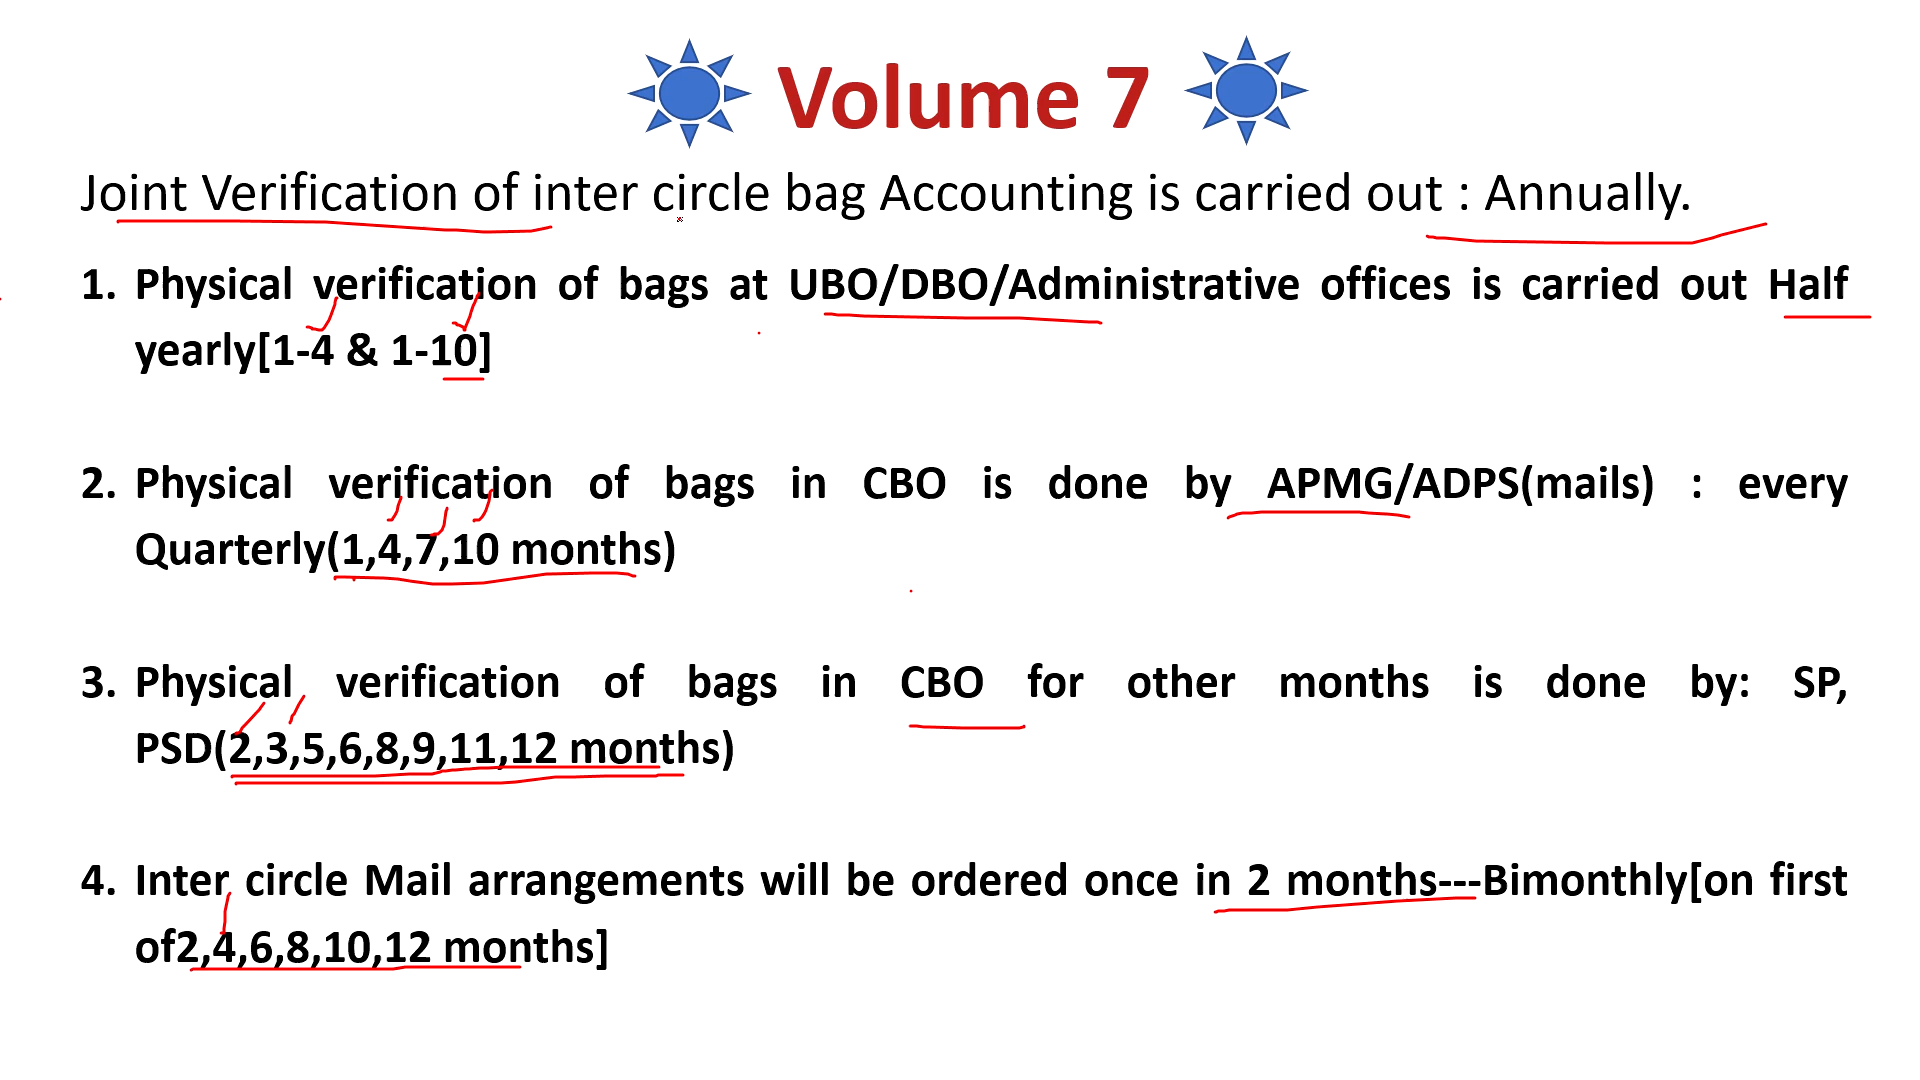 Volume 7
Joint Verification of inter circle bag Accounting is carried out : Annually.
1. Physical verification of bags at UBO/DBO/Administrative offices is carried out Half
yearly[1-4 & 1-10]
2. Physical verification of bags in CBO is done by APMG/ADPS(mails) : every
Quarterly(1,4,7,10 months)
3. Physical verification of bags in CBO for other months is done by: SP,
PSD(2,3,5,6,8,9,11,12 months)
4. Inter circle Mail arrangements will be ordered once in 2 months---Bimonthly[on first
of2,4,6,8,10,12 months]